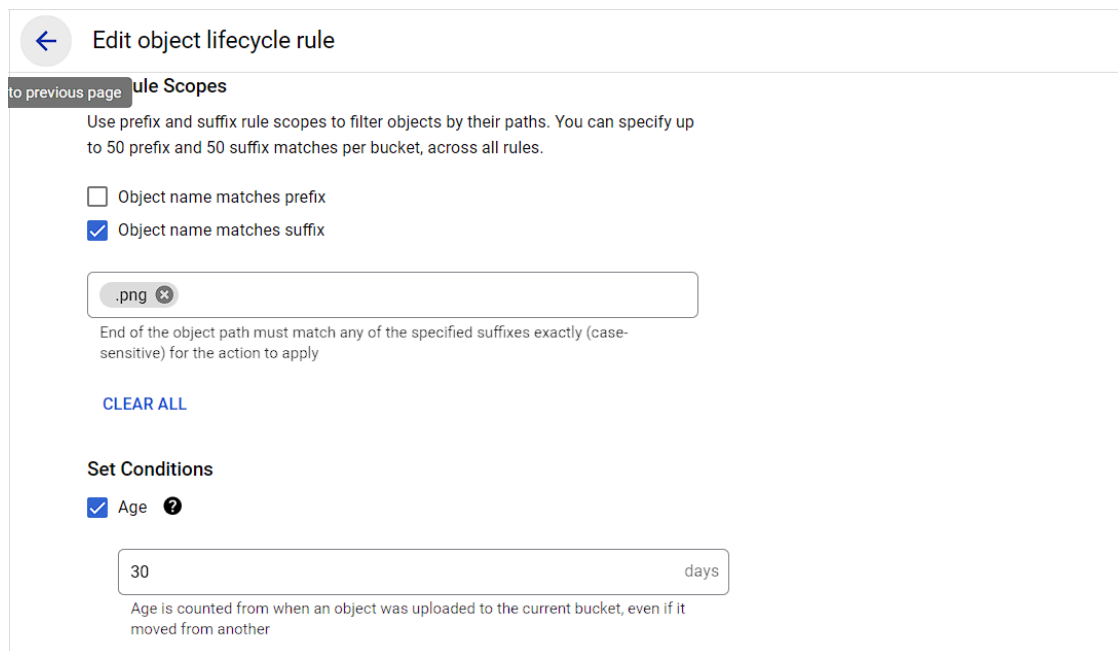 Edit object lifecycle rule
to previous page
ule Scopes
Use prefix and suffix rule scopes to filter objects by their paths. You can specify up
to 50 prefix and 50 suffix matches per bucket, across all rules.
Object name matches prefix
Object name matches suffix
.png
End of the object path must match any of the specified suffixes exactly (case-
sensitive) for the action to apply
CLEAR ALL
Set Conditions
Age ?
30 days
Age is counted from when an object was uploaded to the current bucket, even if it
moved from another